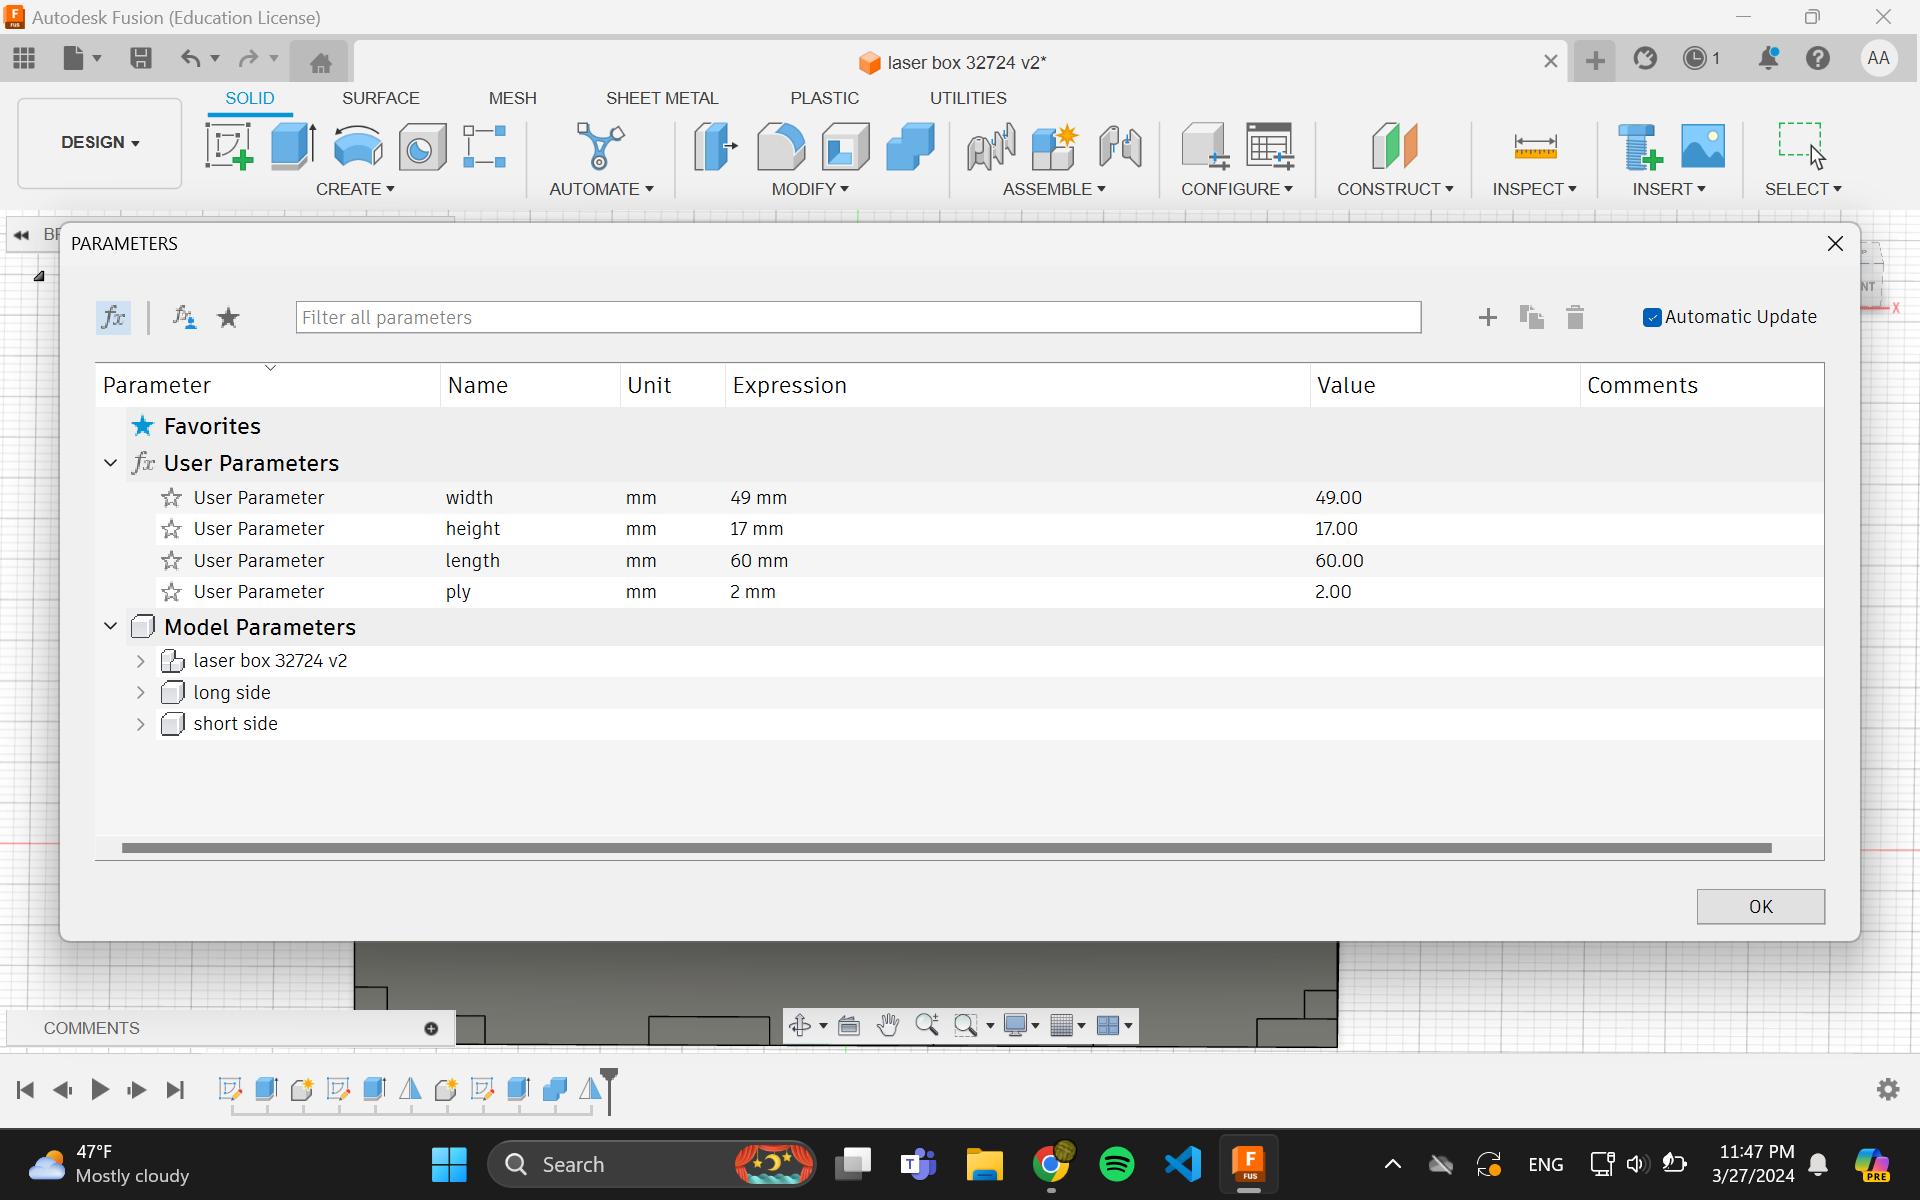 Autodesk Fusion (Education License)
laser box 32724 v2*
1
AA
SOLID SURFACE MESH SHEET METAL PLASTIC UTILITIES
DESIGN
CREATE AUTOMATE MODIFY ASSEMBLE CONFIGURE CONSTRUCT INSPECT INSERT SELECT
PARAMETERS
fx
fx
Filter all parameters
Automatic Update
NT
X
Parameter Name Unit Expression Value Comments
Favorites
fx User Parameters
User Parameter width mm 49 mm 49.00
User Parameter height mm 17 mm 17.00
User Parameter length mm 60 mm 60.00
User Parameter ply mm 2 mm 2.00
Model Parameters
laser box 32724 v2
long side
short side
OK
COMMENTS
47°F
Mostly cloudy
Search
ENG
11:47 PM
3/27/2024
PRE